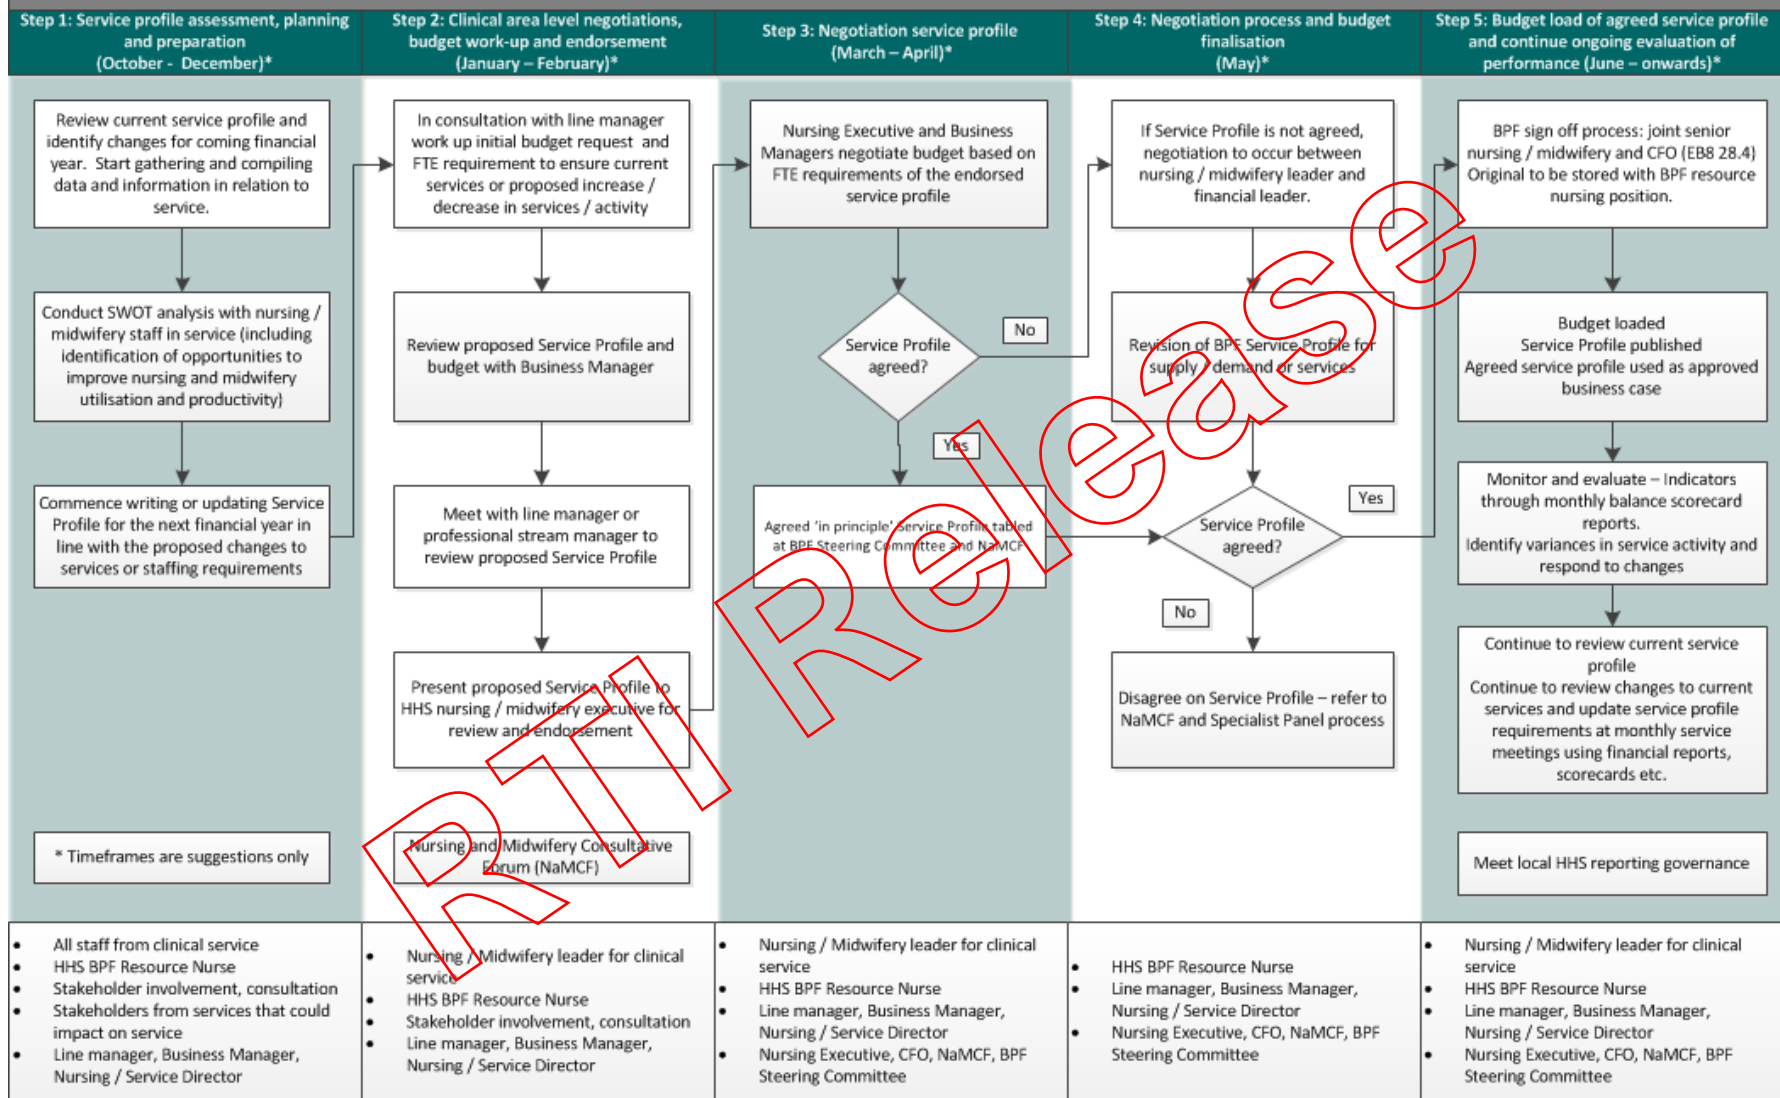 Step 1: Service profile assessment, planning
and preparation
(October -  December)*
Step 2: Clinical area level negotiations,
budget work-up and endorsement
(January – February)*
Step 3: Negotiation service profile
(March – April)*
Step 4: Negotiation process and budget
finalisation
(May)*
Step 5: Budget load of agreed service profile
and continue ongoing evaluation of
performance (June – onwards)*
Review current service profile and
identify changes for coming financial
year.  Start gathering and compiling
data and information in relation to
service.
Conduct SWOT analysis with nursing /
midwifery staff in service (including
identification of opportunities to
improve nursing and midwifery
utilisation and productivity)
Commence writing or updating Service
Profile for the next financial year in
line with the proposed changes to
services or staffing requirements
* Timeframes are suggestions only
In consultation with line manager
work up initial budget request  and
FTE requirement to ensure current
services or proposed increase /
decrease in services / activity
Review proposed Service Profile and
budget with Business Manager
Meet with line manager or
professional stream manager to
review proposed Service Profile
Present proposed Service Profile to
HHS nursing / midwifery executive for
review and endorsement
Nursing and Midwifery Consultative
Forum (NaMCF)
Nursing Executive and Business
Managers negotiate budget based on
FTE requirements of the endorsed
service profile
Service Profile
agreed?
No
Yes
Agreed 'in principle' Service Profile tabled
at BPF Steering Committee and NaMCF
If Service Profile is not agreed,
negotiation to occur between
nursing / midwifery leader and
financial leader.
Revision of BPF Service Profile for
supply / demand or services
Service Profile
agreed?
Yes
No
Disagree on Service Profile – refer to
NaMCF and Specialist Panel process
BPF sign off process: joint senior
nursing / midwifery and CFO (EB8 28.4)
Original to be stored with BPF resource
nursing position.
Budget loaded
Service Profile published
Agreed service profile used as approved
business case
Monitor and evaluate – Indicators
through monthly balance scorecard
reports.
Identify variances in service activity and
respond to changes
Continue to review current service
profile
Continue to review changes to current
services and update service profile
requirements at monthly service
meetings using financial reports,
scorecards etc.
Meet local HHS reporting governance
• All staff from clinical service
• HHS BPF Resource Nurse
• Stakeholder involvement, consultation
• Stakeholders from services that could
impact on service
• Line manager, Business Manager,
Nursing / Service Director
• Nursing / Midwifery leader for clinical
service
• HHS BPF Resource Nurse
• Stakeholder involvement, consultation
• Line manager, Business Manager,
Nursing / Service Director
• Nursing / Midwifery leader for clinical
service
• HHS BPF Resource Nurse
• Line manager, Business Manager,
Nursing / Service Director
• Nursing Executive, CFO, NaMCF, BPF
Steering Committee
• HHS BPF Resource Nurse
• Line manager, Business Manager,
Nursing / Service Director
• Nursing Executive, CFO, NaMCF, BPF
Steering Committee
• Nursing / Midwifery leader for clinical
service
• HHS BPF Resource Nurse
• Line manager, Business Manager,
Nursing / Service Director
• Nursing Executive, CFO, NaMCF, BPF
Steering Committee
RTI Release